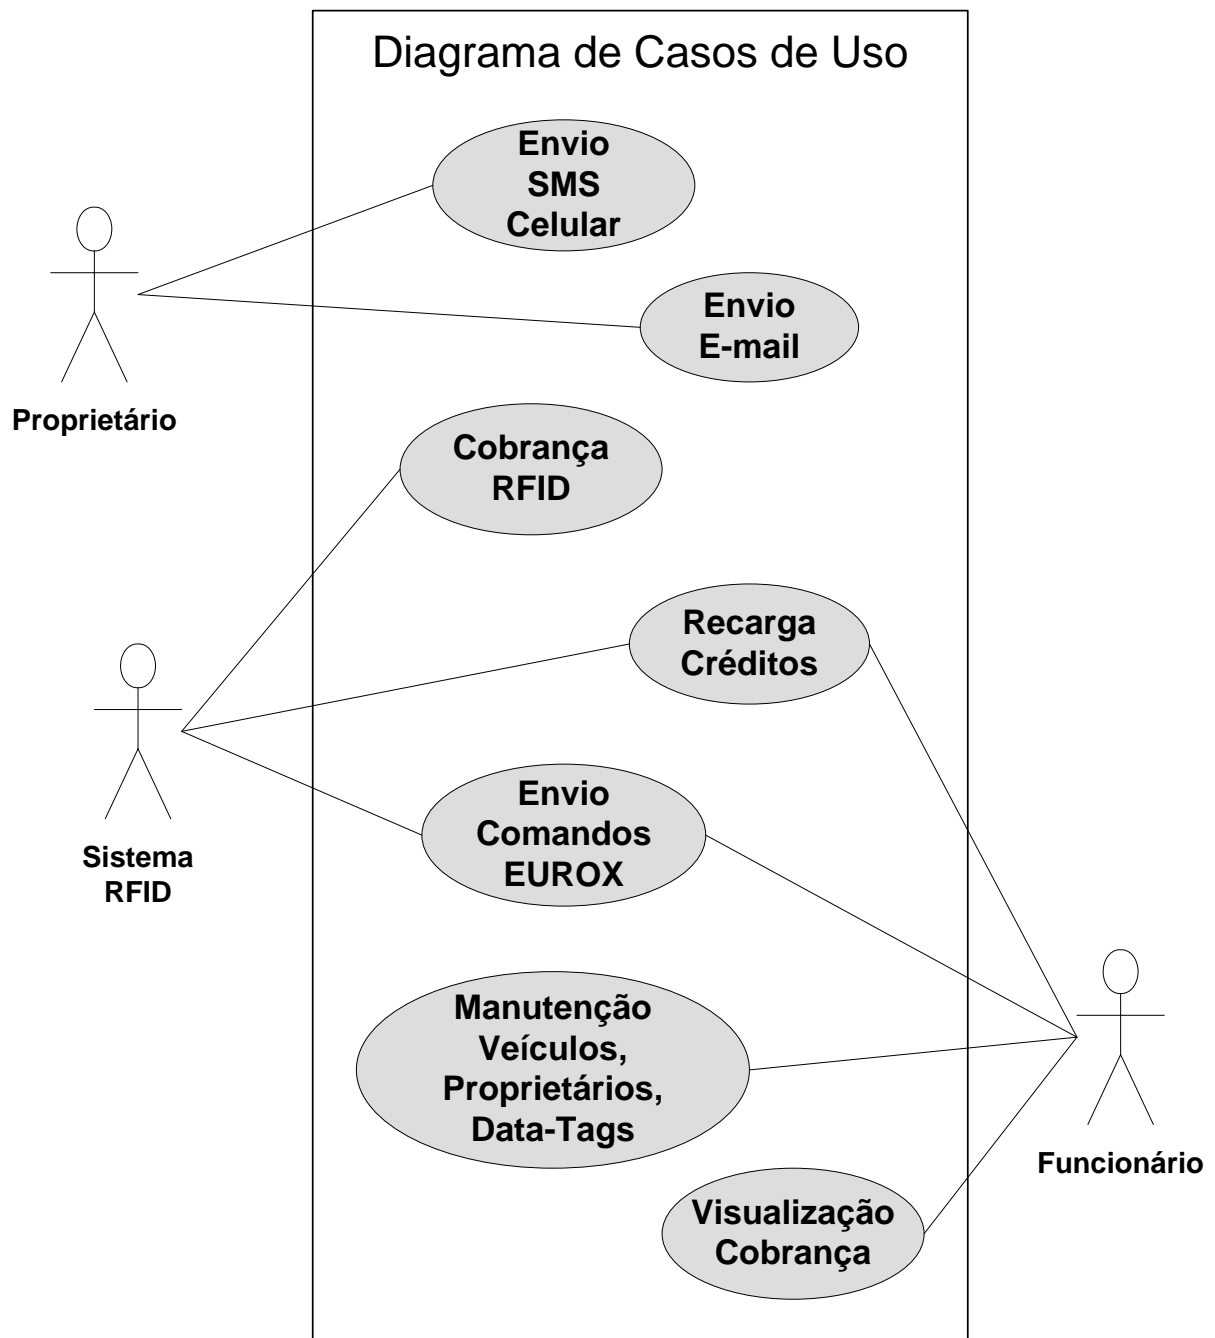 Diagrama de Casos de Uso
Envio
SMS
Celular
Envio
E-mail
Proprietário
Cobrança
RFID
Recarga
Créditos
Sistema
RFID
Envio
Comandos
EUROX
Manutenção
Veículos,
Proprietários,
Data-Tags
Funcionário
Visualização
Cobrança